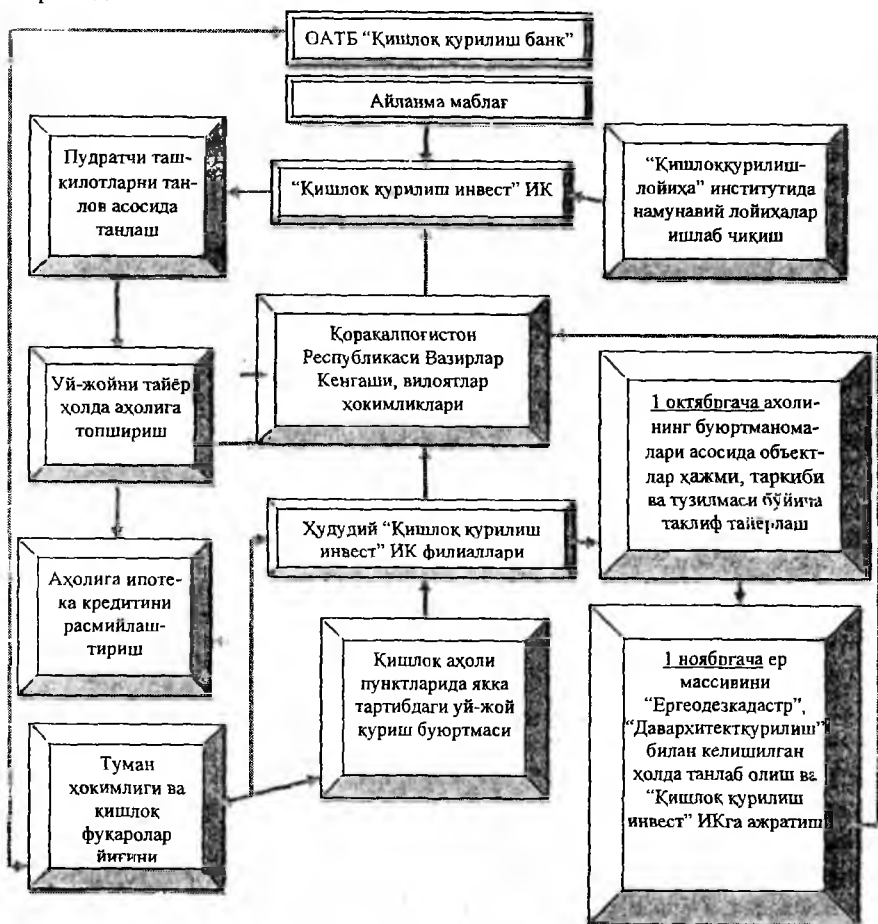 ОАТБ “Қишлоқ қурилиш банк”
Айланма маблағ
Пудратчи таш-
килотларни тан-
лов асосида
танлаш
“Қишлоқ қурилиш инвест” ИК
“Қишлоққурилиш-
лойиҳа” институтида
намунавий лойиҳалар
ишлаб чиқиш
Қорақалпоғистон
Республикаси Вазирлар
Кенгаши, вилоятлар
ҳокимликлари
Уй-жойни тайёр
ҳолда аҳолига
топшириш
1 октябргача аҳоли-
нинг буюртманома-
лари асосида объект-
лар ҳажми, таркиби
ва тузилмаси бўйича
таклиф тайёрлаш
Ҳудудий “Қишлоқ қурилиш
инвест” ИК филиаллари
Аҳолига ипоте-
ка кредитини
расмийлаш-
тириш
Қишлоқ аҳоли
пунктларида якка
тартибдаги уй-жой
қуриш буюртмаси
1 ноябргача ер
массивини
“Ергеодезкадастр”,
“Давархитектқурилиш”
билан келишилган
ҳолда танлаб олиш ва
“Қишлоқ қурилиш
инвест” ИКга ажратиш
Туман
ҳокимлиги ва
қишлоқ
фуқаролар
йиғини